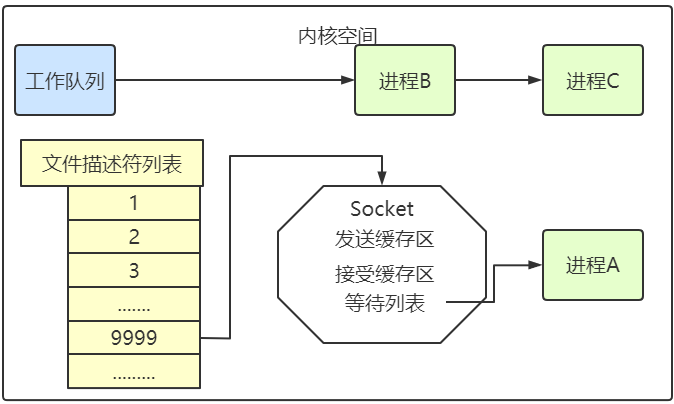 内核空间
工作队列
进程B
进程C
文件描述符列表
1
2
3
.......
9999
.........
Socket
发送缓存区
接受缓存区
等待列表
进程A